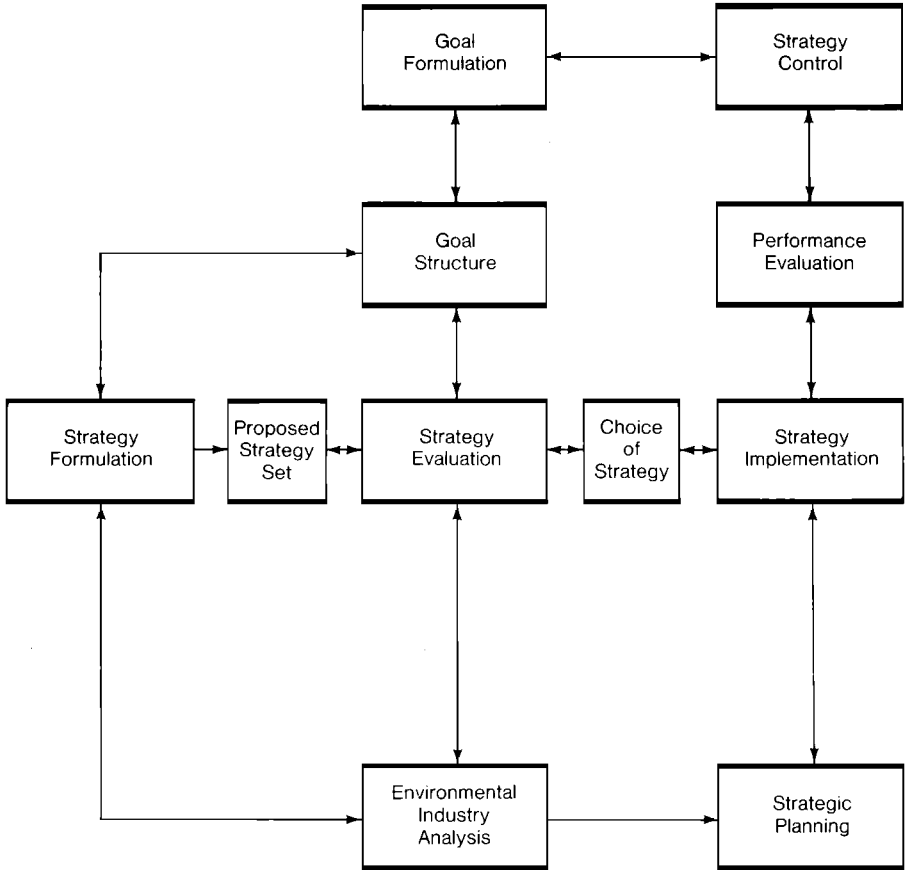 Goal
Formulation
Strategy
Control
Goal
Structure
Performance
Evaluation
Strategy
Formulation
Proposed
Strategy
Set
Strategy
Evaluation
Choice
of
Strategy
Strategy
Implementation
Environmental
Industry
Analysis
Strategic
Planning